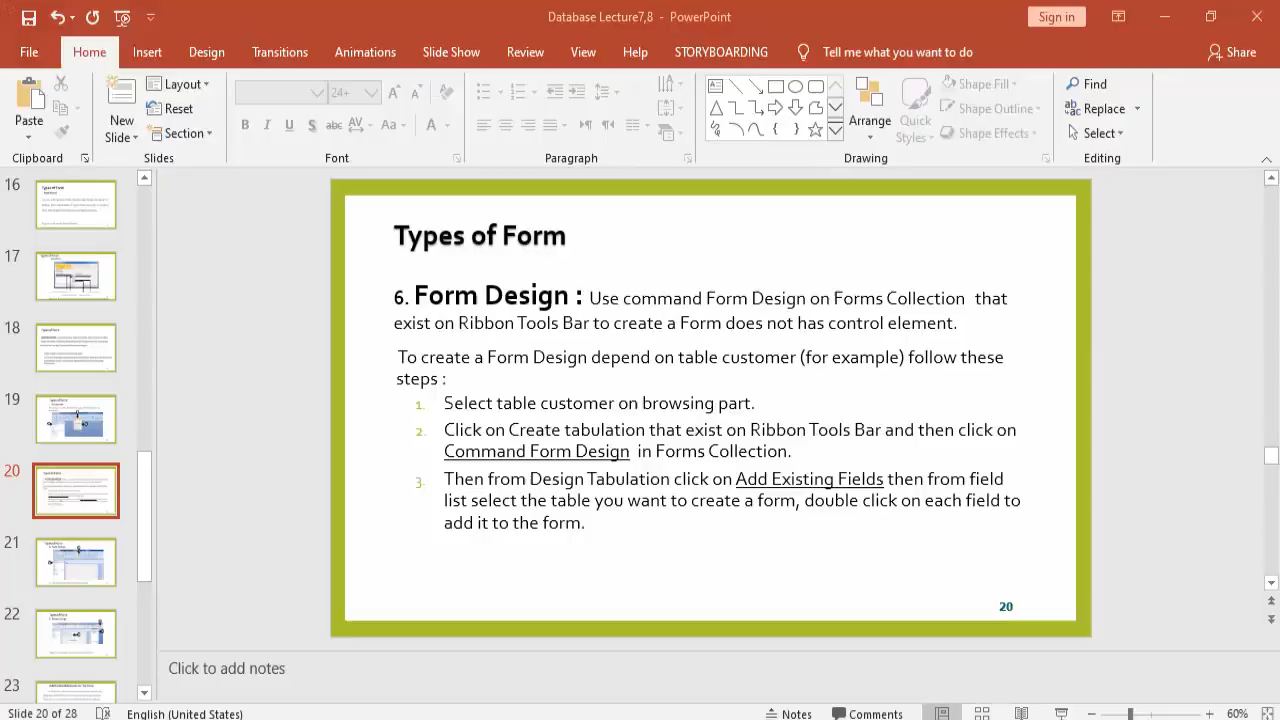 Database Lecture7,8 - PowerPoint
Sign in
File Home Insert Design Transitions Animations Slide Show Review View Help STORYBOARDING Tell me what you want to do Share
Paste
Clipboard
New Slide
Layout
Reset
Section
Slides
24+
Font
Paragraph
Arrange
Quick Styles
Shape Fill
Shape Outline
Shape Effects
Drawing
Find
Replace
Select
Editing
16
17
18
19
20
21
22
23
Types of Form
6. Form Design : Use command Form Design on Forms Collection that
exist on Ribbon Tools Bar to create a Form does not has control element.
To create a Form Design depend on table customer (for example) follow these
steps :
1. Select table customer on browsing part.
2. Click on Create tabulation that exist on Ribbon Tools Bar and then click on
Command Form Design in Forms Collection.
3. Then from Design Tabulation click on Add Existing Fields then from field
list select the table you want to create a form, double click on each field to
add it to the form.
20
Click to add notes
Slide 20 of 28 English (United States) Notes Comments 60%